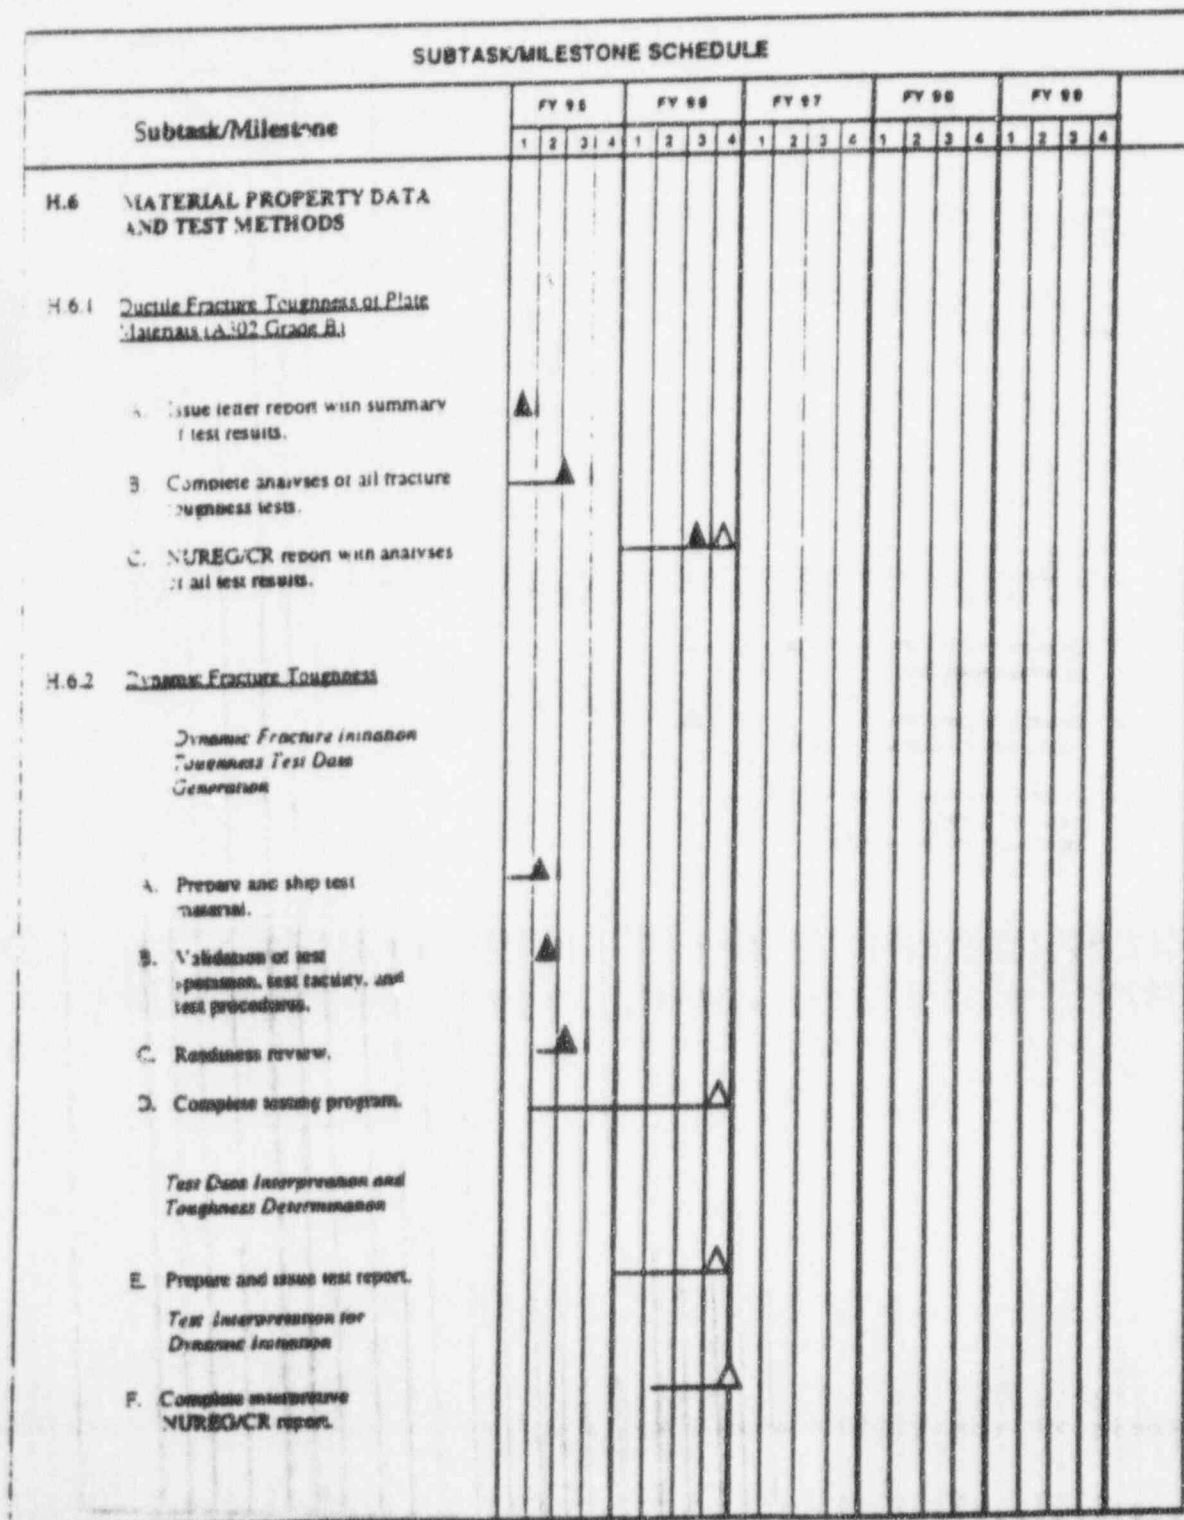 SUBTASK/MILESTONE SCHEDULE
Subtask/Milestone
FY 95 FY 96 FY 97 FY 98 FY 99
1 2 3 4 1 2 3 4 1 2 3 4 1 2 3 4 1 2 3 4
H.6 MATERIAL PROPERTY DATA
AND TEST METHODS
H.6.1 Ductile Fracture Toughness of Plate
Materials (A302 Grade B)
A. Issue letter report with summary
of test results.
B. Complete analyses of all fracture
toughness tests.
C. NUREG/CR report with analyses
of all test results.
H.6.2 Dynamic Fracture Toughness
Dynamic Fracture Initiation
Toughness Test Data
Generation
A. Prepare and ship test
material.
B. Validation of test
specimen, test facility, and
test procedures.
C. Readiness review.
D. Complete testing program.
Test Data Interpretation and
Toughness Determination
E. Prepare and issue test report.
Test Interpretation for
Dynamic Initiation
F. Complete interpretive
NUREG/CR report.